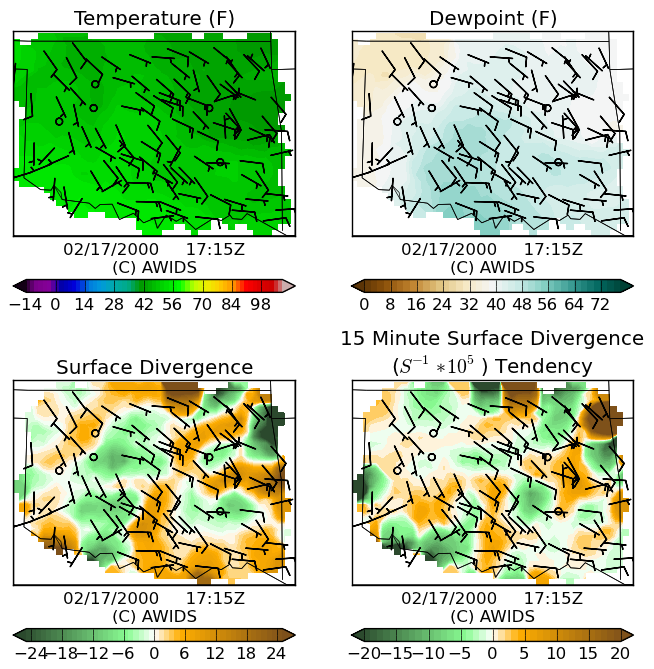 Temperature (F)
Dewpoint (F)
02/17/2000 17:15Z
(C) AWIDS
02/17/2000 17:15Z
(C) AWIDS
−14 0 14 28 42 56 70 84 98
0 8 16 24 32 40 48 56 64 72
Surface Divergence
15 Minute Surface Divergence
(S⁻¹ *10⁵ ) Tendency
02/17/2000 17:15Z
(C) AWIDS
02/17/2000 17:15Z
(C) AWIDS
−24 −18 −12 −6 0 6 12 18 24
−20 −15 −10 −5 0 5 10 15 20